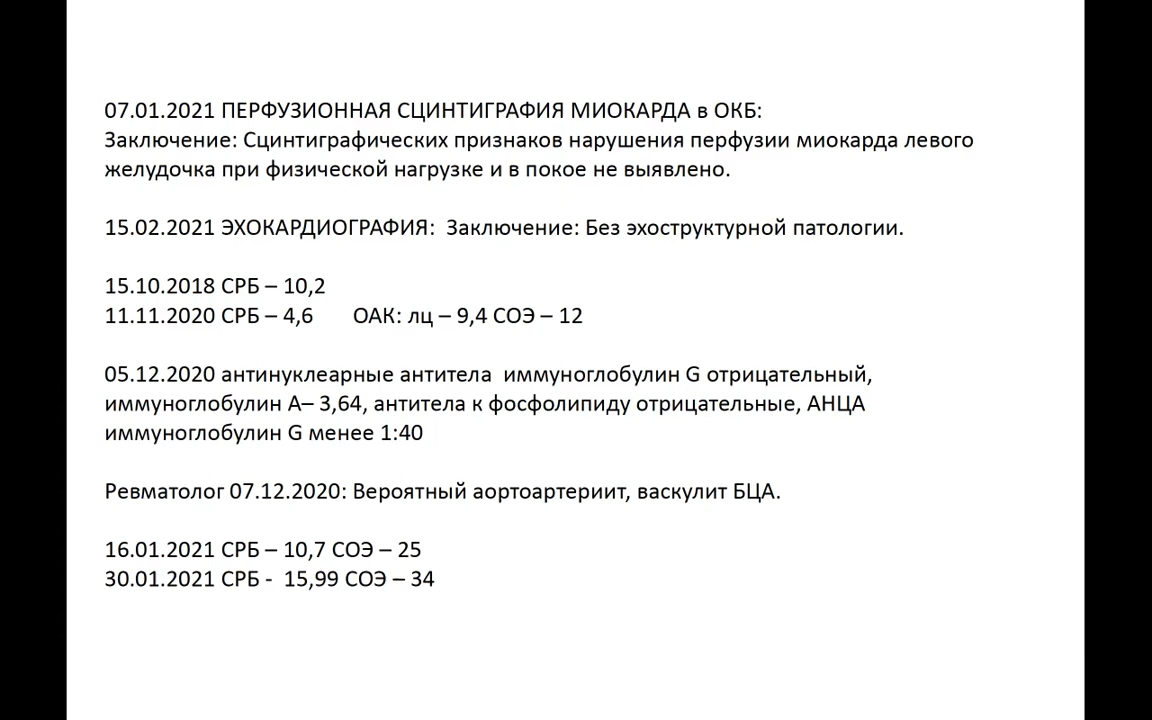 07.01.2021 ПЕРФУЗИОННАЯ СЦИНТИГРАФИЯ МИОКАРДА в ОКБ:
Заключение: Сцинтиграфических признаков нарушения перфузии миокарда левого
желудочка при физической нагрузке и в покое не выявлено.
15.02.2021 ЭХОКАРДИОГРАФИЯ:  Заключение: Без эхоструктурной патологии.
15.10.2018 СРБ – 10,2
11.11.2020 СРБ – 4,6      ОАК: лц – 9,4 СОЭ – 12
05.12.2020 антинуклеарные антитела  иммуноглобулин G отрицательный,
иммуноглобулин А– 3,64, антитела к фосфолипиду отрицательные, АНЦА
иммуноглобулин G менее 1:40
Ревматолог 07.12.2020: Вероятный аортоартериит, васкулит БЦА.
16.01.2021 СРБ – 10,7 СОЭ – 25
30.01.2021 СРБ -  15,99 СОЭ – 34